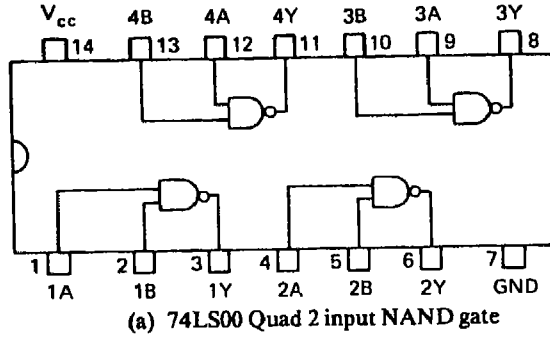 Vcc 4B 4A 4Y 3B 3A 3Y
14 13 12 11 10 9 8
1 2 3 4 5 6 7
1A 1B 1Y 2A 2B 2Y GND
(a) 74LS00 Quad 2 input NAND gate